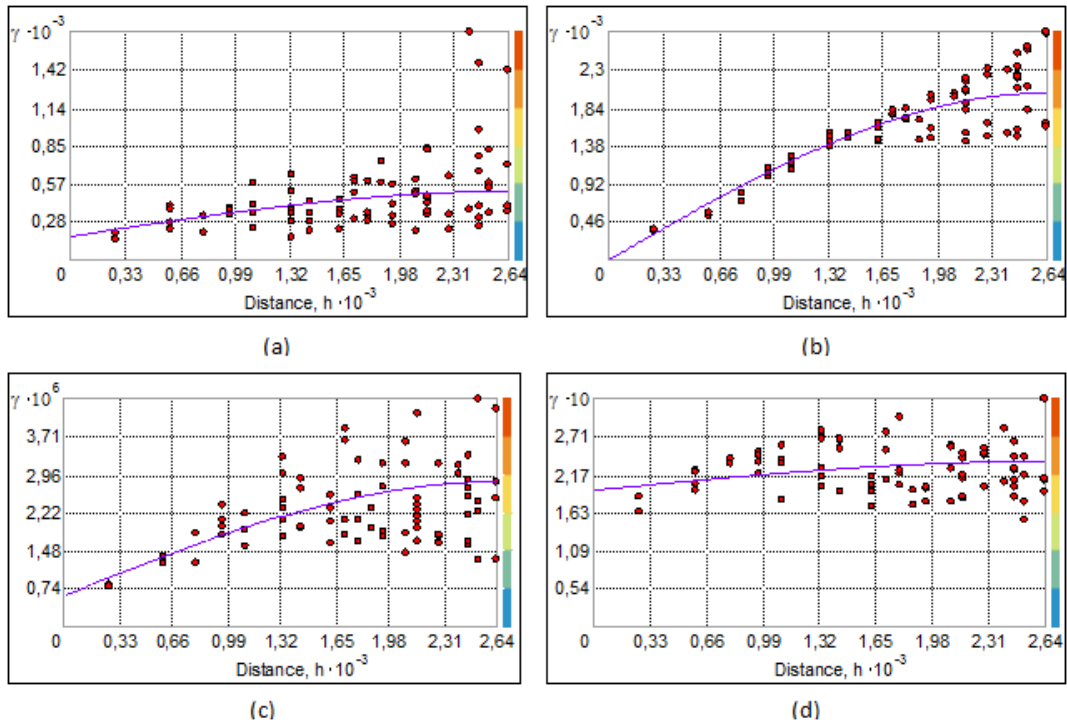 γ ·10⁻³
1,42
1,14
0,85
0,57
0,28
0 0,33 0,66 0,99 1,32 1,65 1,98 2,31 2,64
Distance, h ·10⁻³
(a)
γ ·10⁻³
2,3
1,84
1,38
0,92
0,46
0 0,33 0,66 0,99 1,32 1,65 1,98 2,31 2,64
Distance, h ·10⁻³
(b)
γ ·10⁶
3,71
2,96
2,22
1,48
0,74
0 0,33 0,66 0,99 1,32 1,65 1,98 2,31 2,64
Distance, h ·10⁻³
(c)
γ ·10
2,71
2,17
1,63
1,09
0,54
0 0,33 0,66 0,99 1,32 1,65 1,98 2,31 2,64
Distance, h ·10⁻³
(d)